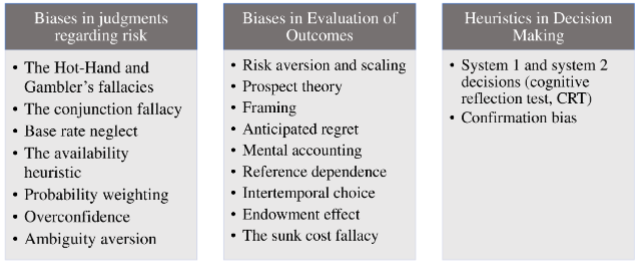 Biases in judgments
regarding risk
• The Hot-Hand and
Gambler's fallacies
• The conjunction fallacy
• Base rate neglect
• The availability
heuristic
• Probability weighting
• Overconfidence
• Ambiguity aversion
Biases in Evaluation of
Outcomes
• Risk aversion and scaling
• Prospect theory
• Framing
• Anticipated regret
• Mental accounting
• Reference dependence
• Intertemporal choice
• Endowment effect
• The sunk cost fallacy
Heuristics in Decision
Making
• System 1 and system 2
decisions (cognitive
reflection test, CRT)
• Confirmation bias